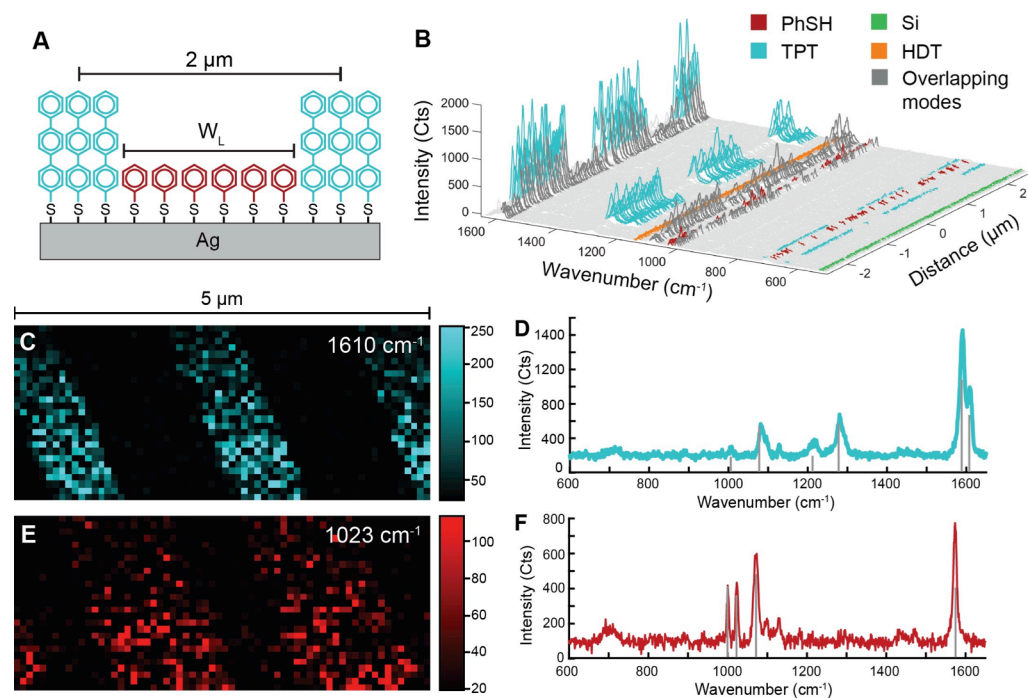 A
2 µm
W_L
S S S S S S S S S S S S
Ag
B
PhSH
TPT
Si
HDT
Overlapping
modes
Intensity (Cts)
2000
1500
1000
500
0
1600
1400
1200
1000
800
600
Wavenumber (cm⁻¹)
2
1
0
-1
-2
Distance (µm)
5 µm
C
1610 cm⁻¹
250
200
150
100
50
D
Intensity (Cts)
1400
1000
800
400
0
600 800 1000 1200 1400 1600
Wavenumber (cm⁻¹)
E
1023 cm⁻¹
100
80
60
40
20
F
Intensity (Cts)
800
600
400
200
0
600 800 1000 1200 1400 1600
Wavenumber (cm⁻¹)